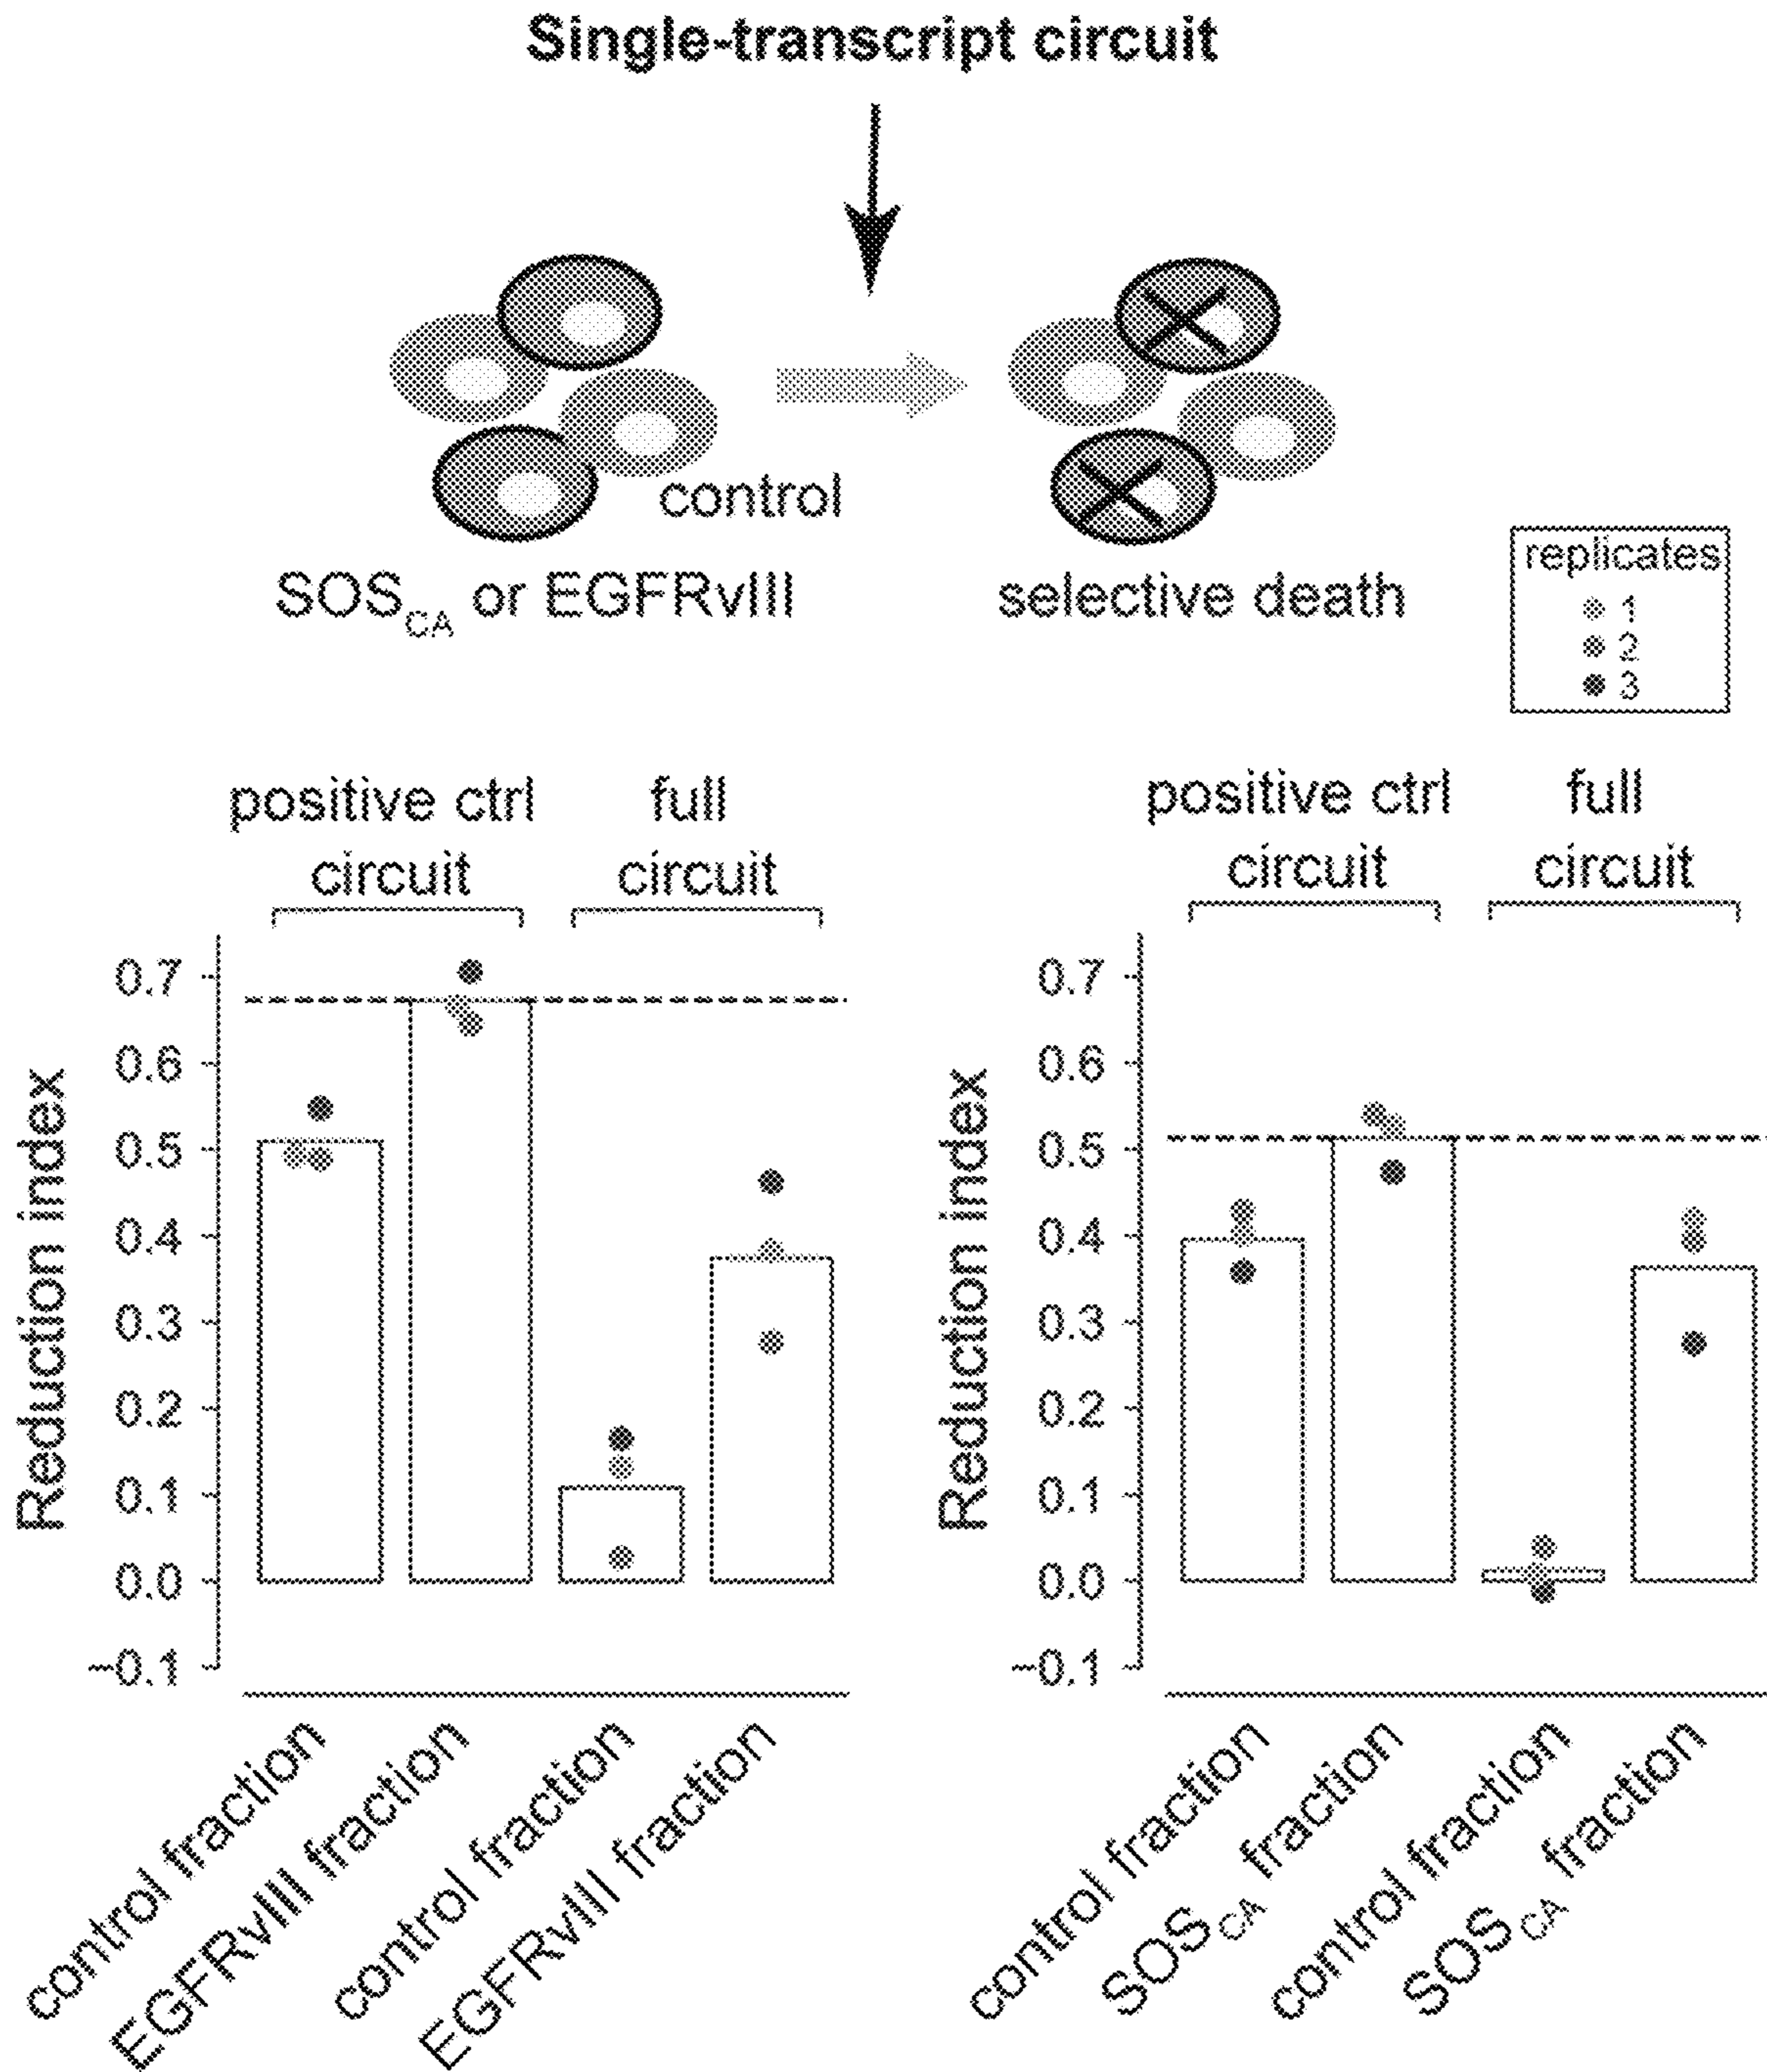 Single-transcript circuit
control
SOSCA or EGFRvIII
selective death
replicates
1
2
3
positive ctrl
circuit
full
circuit
Reduction index
0.7
0.6
0.5
0.4
0.3
0.2
0.1
0.0
−0.1
control fraction
EGFRvIII fraction
control fraction
EGFRvIII fraction
positive ctrl
circuit
full
circuit
Reduction index
0.7
0.6
0.5
0.4
0.3
0.2
0.1
0.0
−0.1
control fraction
SOSCA fraction
control fraction
SOSCA fraction